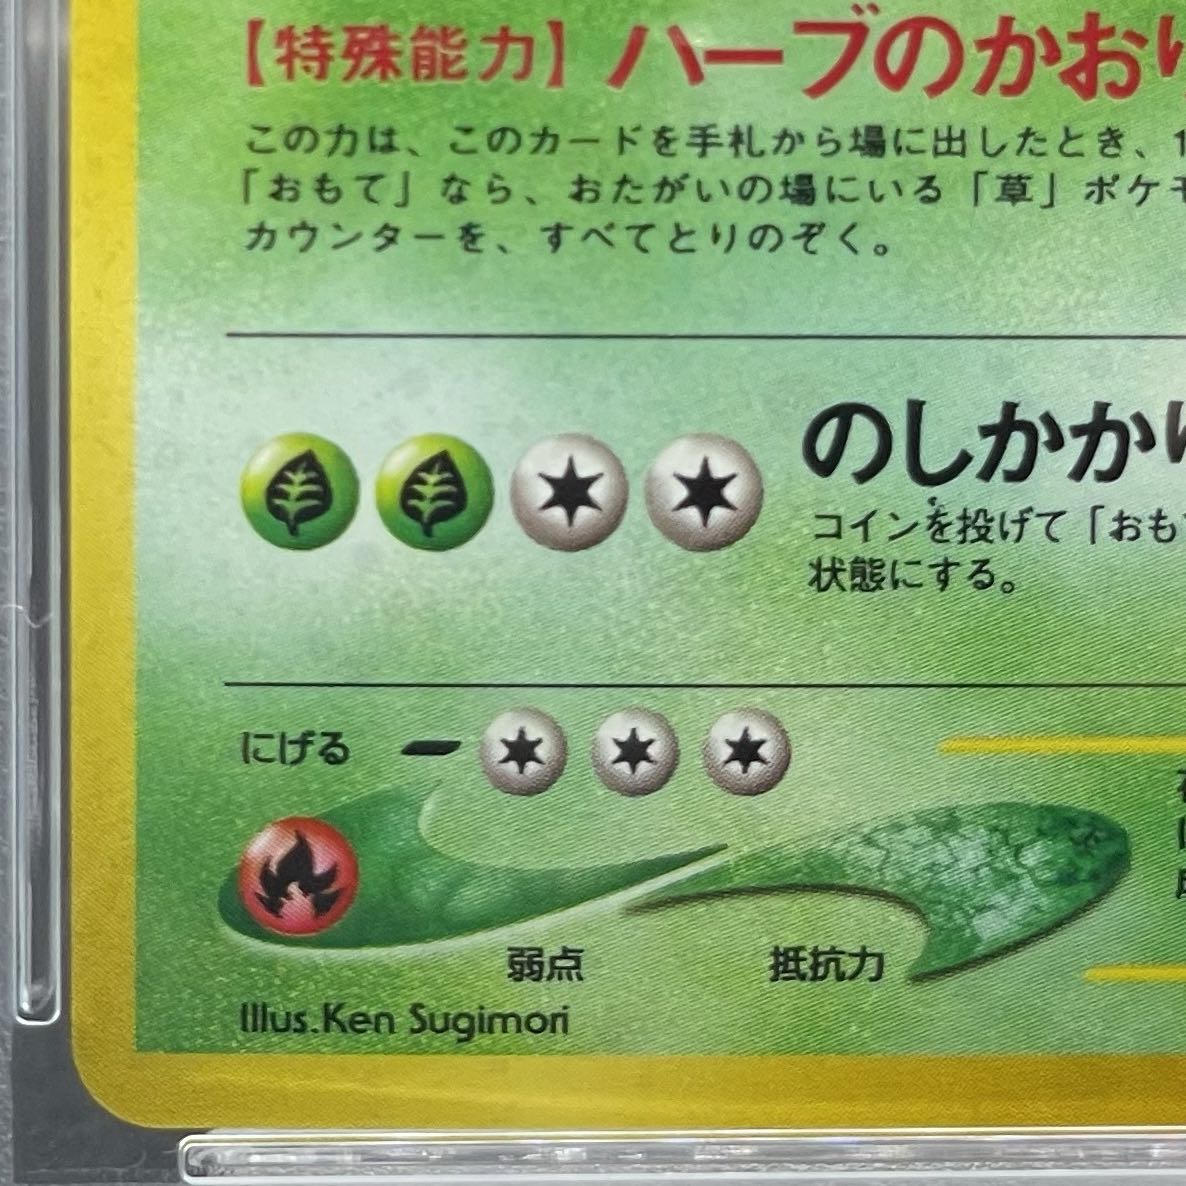 【特殊能力】ハーブのかおり
この力は、このカードを手札から場に出したとき、1
「おもて」なら、おたがいの場にいる「草」ポケモ
カウンターを、すべてとりのぞく。
のしかかり
コインを投げて「おもて
状態にする。
にげる
弱点 抵抗力
Illus.Ken Sugimori